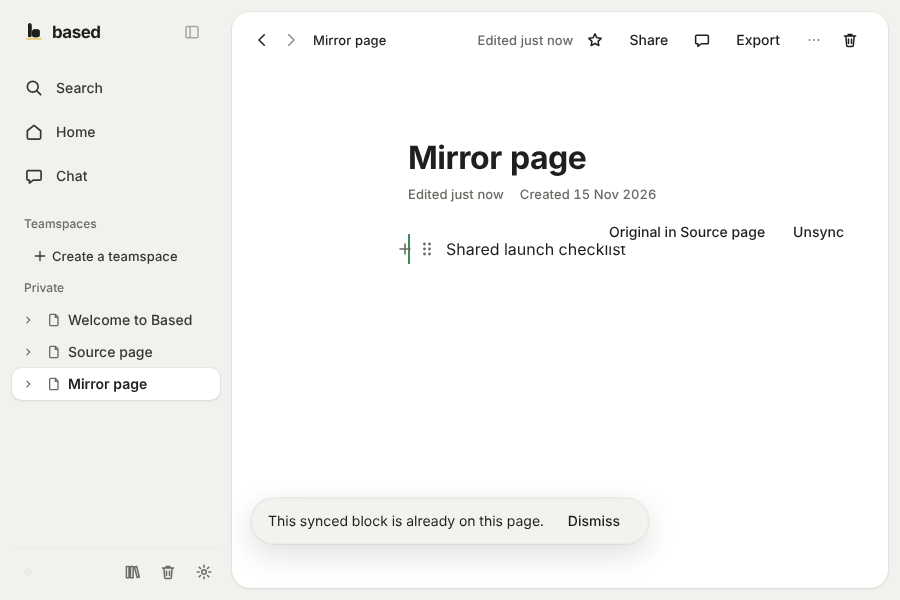 based
Search
Home
Chat
Teamspaces
Create a teamspace
Private
Welcome to Based
Source page
Mirror page
Mirror page
Edited just now
Share
Export
Mirror page
Edited just now Created 15 Nov 2026
Original in Source page Unsync
Shared launch checklist
This synced block is already on this page. Dismiss